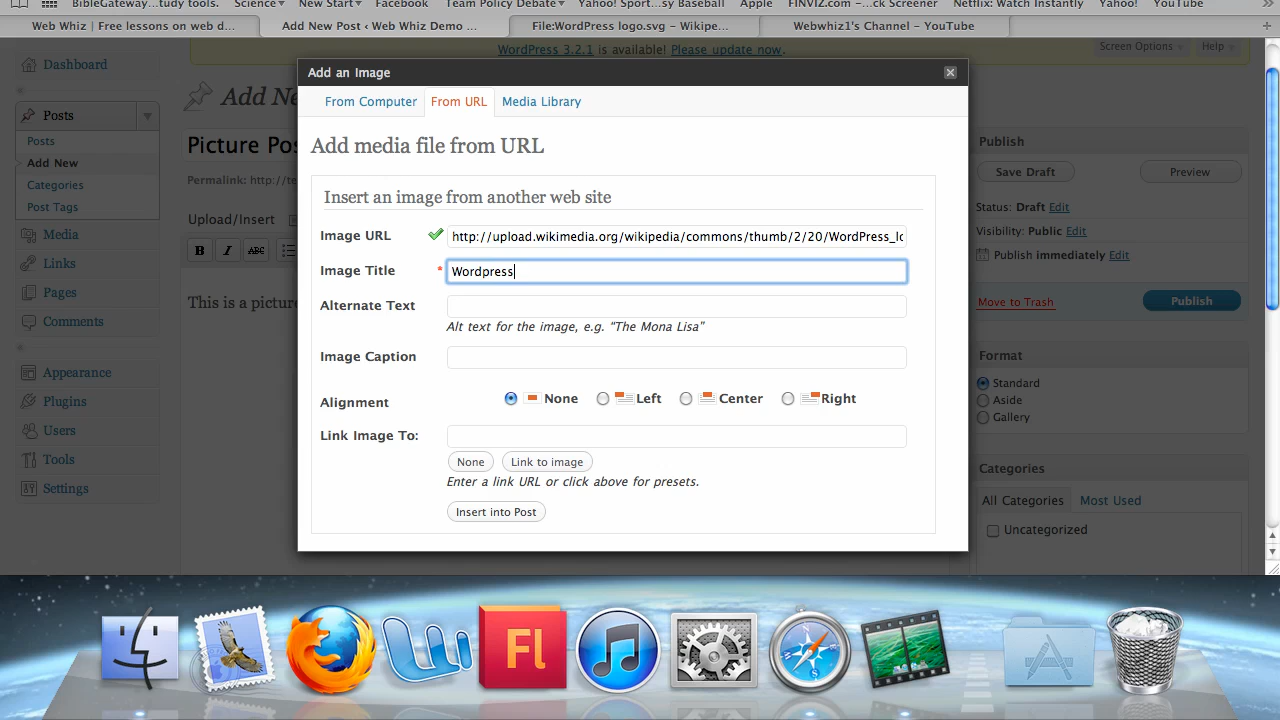 BibleGateway....tudy tools. Science New Start Facebook Team Policy Debate Yahoo! Sport...sy Baseball Apple FINVIZ.com -...ck Screener Netflix: Watch Instantly Yahoo! YouTube
Web Whiz | Free lessons on web d... Add New Post ‹ Web Whiz Demo ... File:WordPress logo.svg - Wikipe... Webwhiz1's Channel - YouTube
WordPress 3.2.1 is available! Please update now.
Screen Options Help
Dashboard
Posts
Posts
Add New
Categories
Post Tags
Media
Links
Pages
Comments
Appearance
Plugins
Users
Tools
Settings
Add New
Picture Pos
Permalink: http://te
Upload/Insert
B I ABC
This is a picture
Add an Image
From Computer From URL Media Library
Add media file from URL
Insert an image from another web site
Image URL http://upload.wikimedia.org/wikipedia/commons/thumb/2/20/WordPress_lo
Image Title * Wordpress
Alternate Text
Alt text for the image, e.g. “The Mona Lisa”
Image Caption
Alignment None Left Center Right
Link Image To:
None Link to image
Enter a link URL or click above for presets.
Insert into Post
Publish
Save Draft Preview
Status: Draft Edit
Visibility: Public Edit
Publish immediately Edit
Move to Trash Publish
Format
Standard
Aside
Gallery
Categories
All Categories Most Used
Uncategorized
Fl